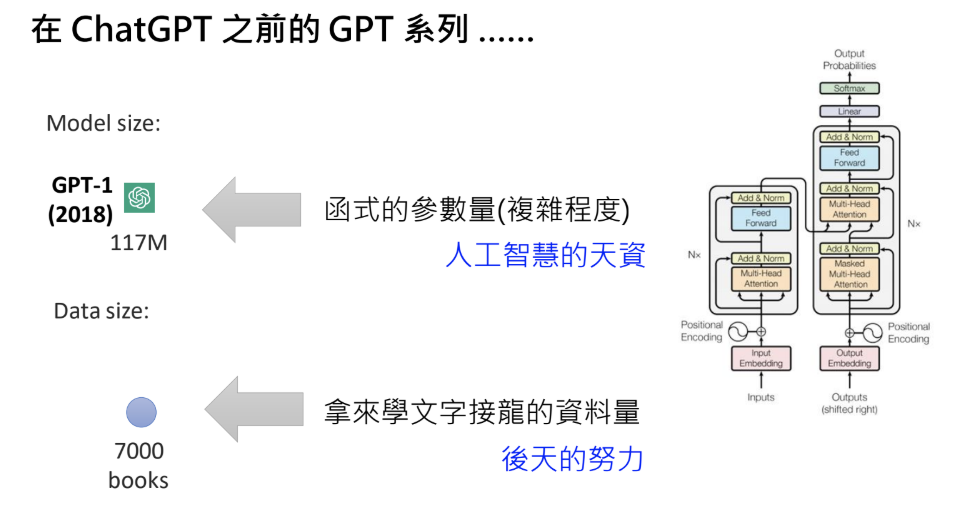 在 ChatGPT 之前的 GPT 系列 ……
Model size:
GPT-1
(2018)
117M
函式的參數量(複雜程度)
人工智慧的天資
Data size:
7000
books
拿來學文字接龍的資料量
後天的努力
Output
Probabilities
Softmax
Linear
Add & Norm
Feed
Forward
Add & Norm
Multi-Head
Attention
Add & Norm
Masked
Multi-Head
Attention
Nx
Add & Norm
Feed
Forward
Add & Norm
Multi-Head
Attention
Nx
Positional
Encoding
Positional
Encoding
Input
Embedding
Output
Embedding
Inputs
Outputs
(shifted right)